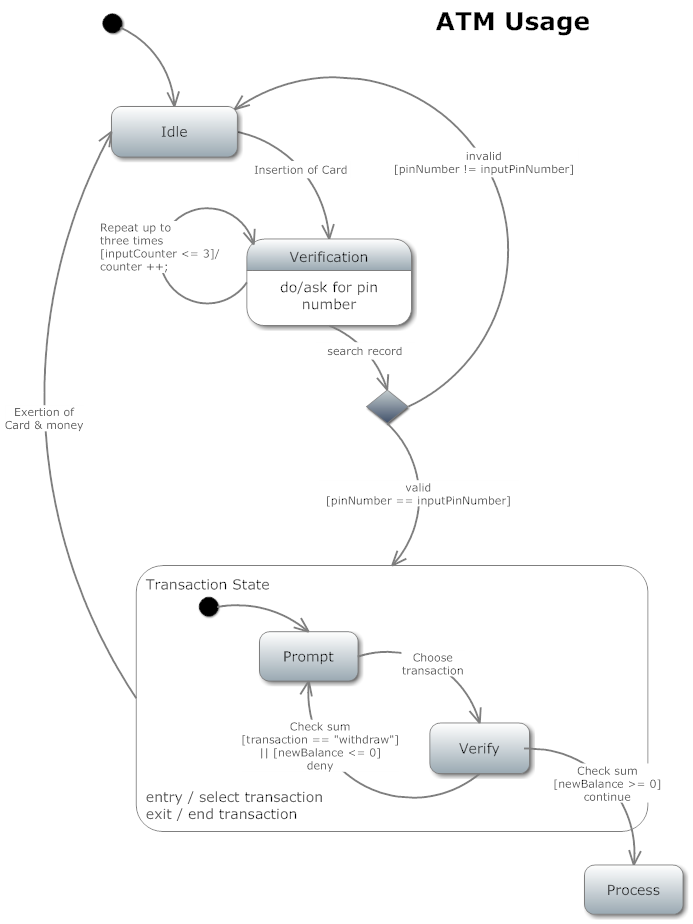 ATM Usage
Idle
Insertion of Card
invalid
[pinNumber != inputPinNumber]
Repeat up to
three times
[inputCounter <= 3]/
counter ++;
Verification
do/ask for pin
number
search record
Exertion of
Card & money
valid
[pinNumber == inputPinNumber]
Transaction State
Prompt
Choose
transaction
Check sum
[transaction == "withdraw"]
|| [newBalance <= 0]
deny
Verify
Check sum
[newBalance >= 0]
continue
entry / select transaction
exit / end transaction
Process